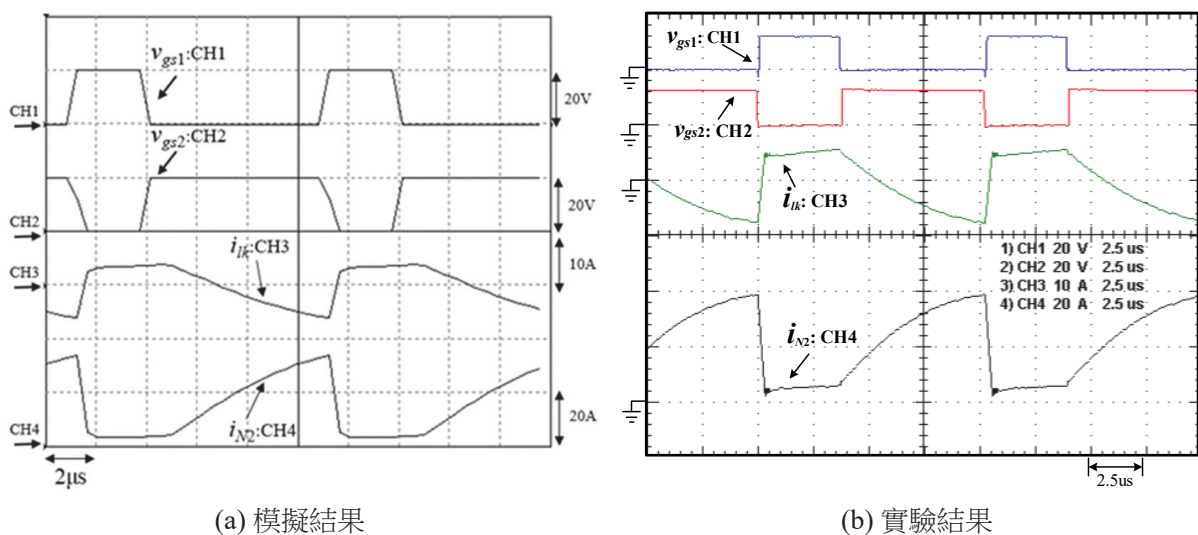 v_gs1:CH1
CH1
20V
v_gs2:CH2
CH2
20V
i_lk:CH3
CH3
10A
i_N2:CH4
CH4
20A
2μs
(a) 模擬結果
v_gs1: CH1
v_gs2: CH2
i_lk: CH3
1) CH1 20 V 2.5 us
2) CH2 20 V 2.5 us
3) CH3 10 A 2.5 us
4) CH4 20 A 2.5 us
i_N2: CH4
2.5us
(b) 實驗結果